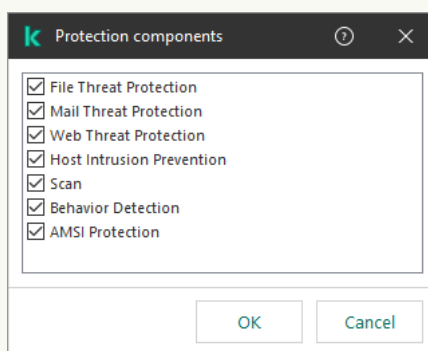 Protection components
File Threat Protection
Mail Threat Protection
Web Threat Protection
Host Intrusion Prevention
Scan
Behavior Detection
AMSI Protection
OK Cancel